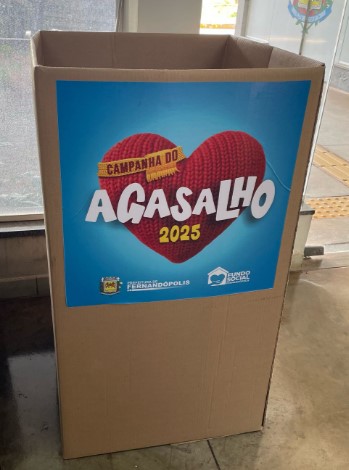 CAMPANHA DO
AGASALHO
2025
PREFEITURA DE
FERNANDÓPOLIS
FUNDO
SOCIAL